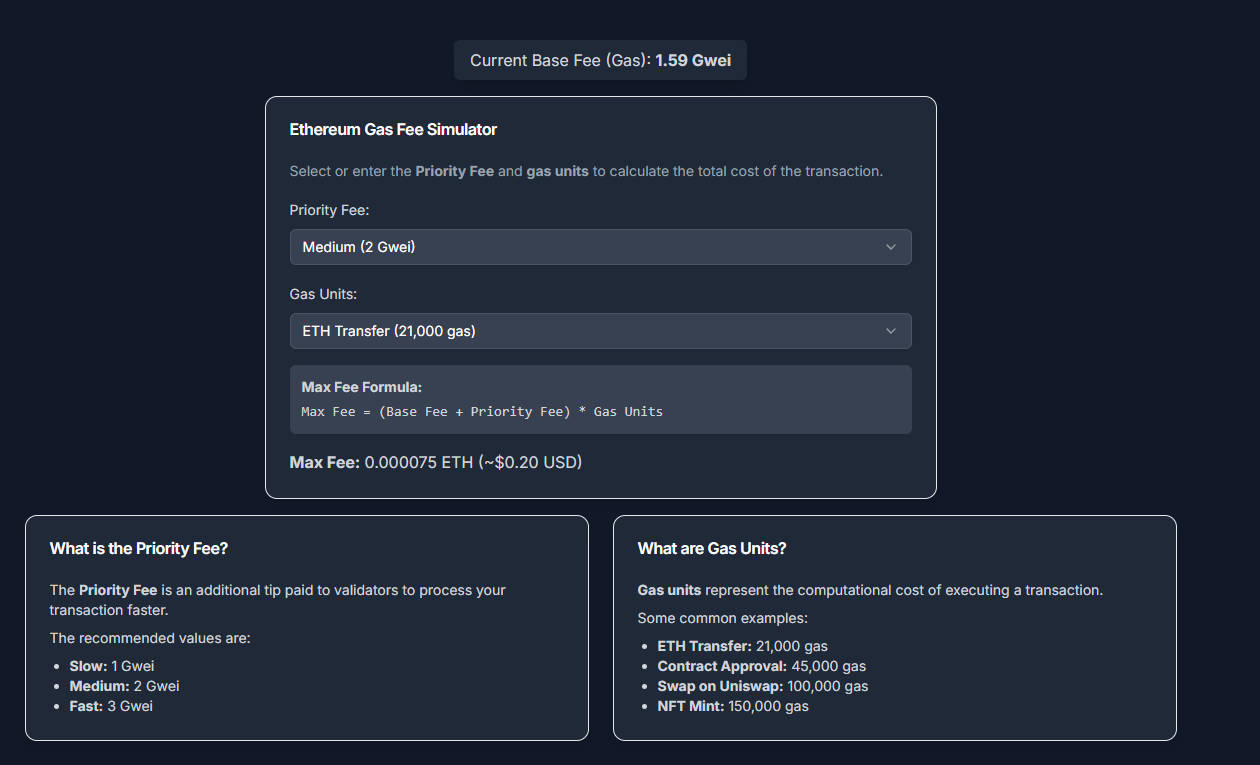 Current Base Fee (Gas): 1.59 Gwei
Ethereum Gas Fee Simulator
Select or enter the Priority Fee and gas units to calculate the total cost of the transaction.
Priority Fee:
Medium (2 Gwei)
Gas Units:
ETH Transfer (21,000 gas)
Max Fee Formula:
Max Fee = (Base Fee + Priority Fee) * Gas Units
Max Fee: 0.000075 ETH (~$0.20 USD)
What is the Priority Fee?
The Priority Fee is an additional tip paid to validators to process your
transaction faster.
The recommended values are:
• Slow: 1 Gwei
• Medium: 2 Gwei
• Fast: 3 Gwei
What are Gas Units?
Gas units represent the computational cost of executing a transaction.
Some common examples:
• ETH Transfer: 21,000 gas
• Contract Approval: 45,000 gas
• Swap on Uniswap: 100,000 gas
• NFT Mint: 150,000 gas